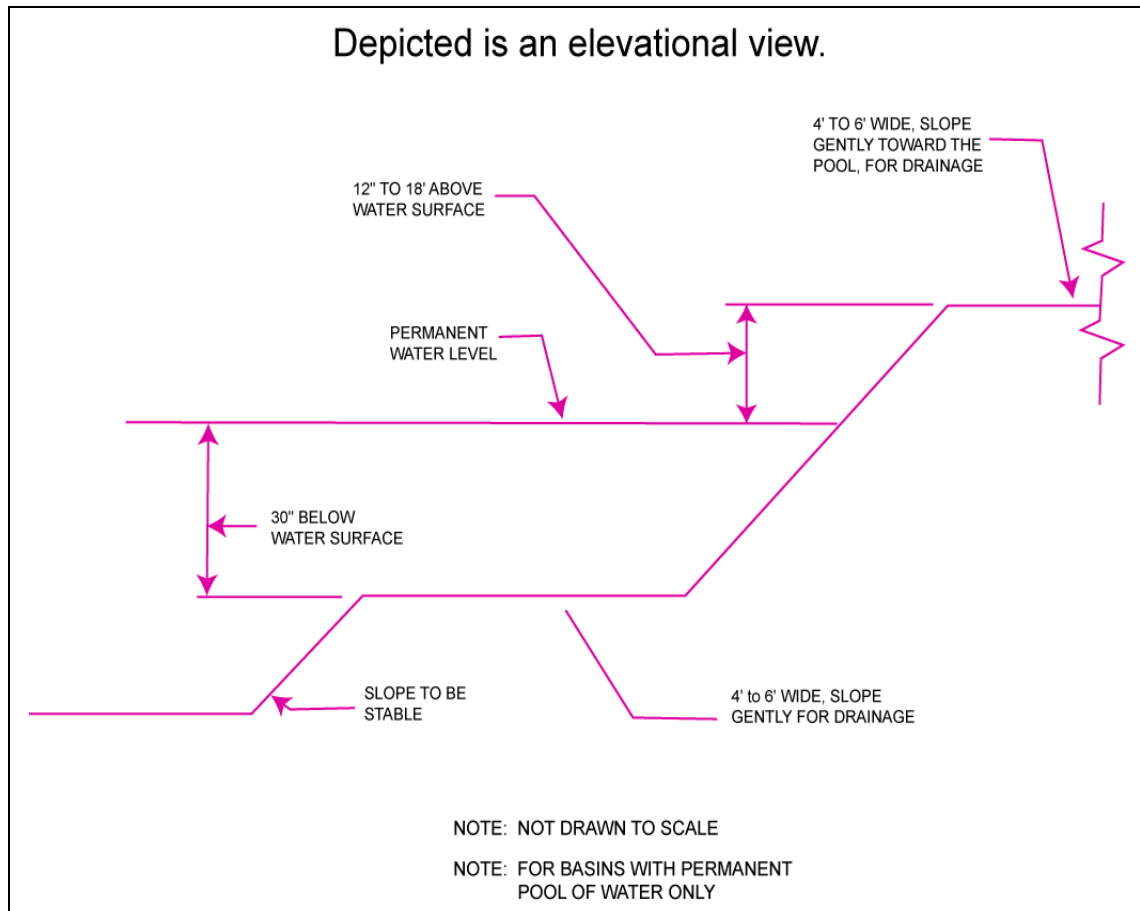 Depicted is an elevational view.
4' TO 6' WIDE, SLOPE
GENTLY TOWARD THE
POOL, FOR DRAINAGE
12" TO 18' ABOVE
WATER SURFACE
PERMANENT
WATER LEVEL
30" BELOW
WATER SURFACE
SLOPE TO BE
STABLE
4' to 6' WIDE, SLOPE
GENTLY FOR DRAINAGE
NOTE: NOT DRAWN TO SCALE
NOTE: FOR BASINS WITH PERMANENT
POOL OF WATER ONLY